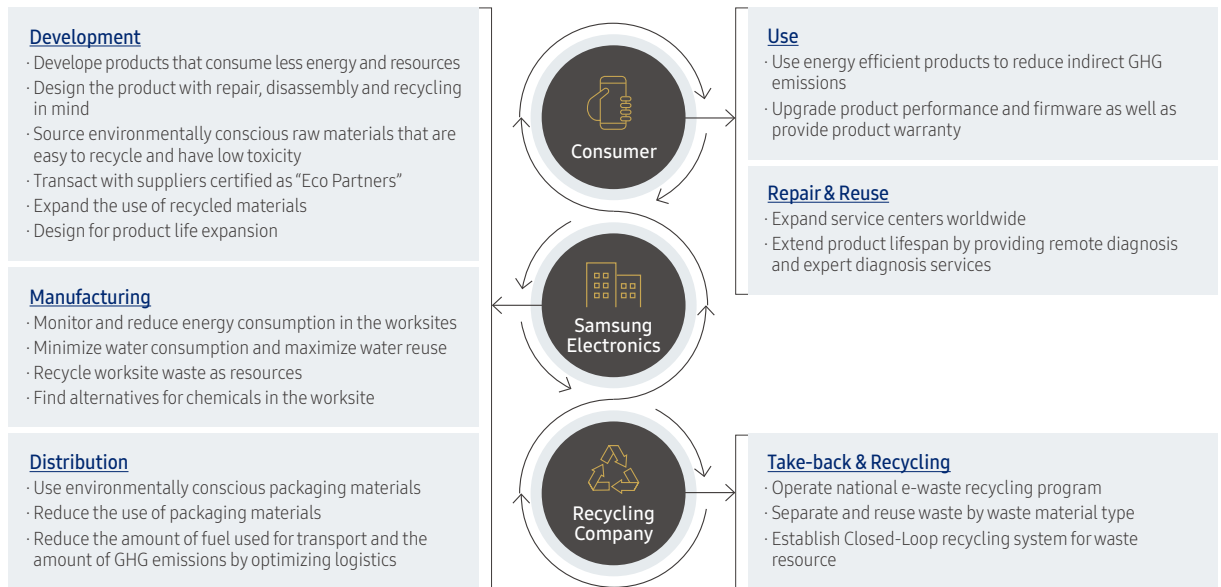 Development
· Develope products that consume less energy and resources
· Design the product with repair, disassembly and recycling
in mind
· Source environmentally conscious raw materials that are
easy to recycle and have low toxicity
· Transact with suppliers certified as “Eco Partners”
· Expand the use of recycled materials
· Design for product life expansion
Manufacturing
· Monitor and reduce energy consumption in the worksites
· Minimize water consumption and maximize water reuse
· Recycle worksite waste as resources
· Find alternatives for chemicals in the worksite
Distribution
· Use environmentally conscious packaging materials
· Reduce the use of packaging materials
· Reduce the amount of fuel used for transport and the
amount of GHG emissions by optimizing logistics
Consumer
Samsung
Electronics
Recycling
Company
Use
· Use energy efficient products to reduce indirect GHG
emissions
· Upgrade product performance and firmware as well as
provide product warranty
Repair & Reuse
· Expand service centers worldwide
· Extend product lifespan by providing remote diagnosis
and expert diagnosis services
Take-back & Recycling
· Operate national e-waste recycling program
· Separate and reuse waste by waste material type
· Establish Closed-Loop recycling system for waste
resource